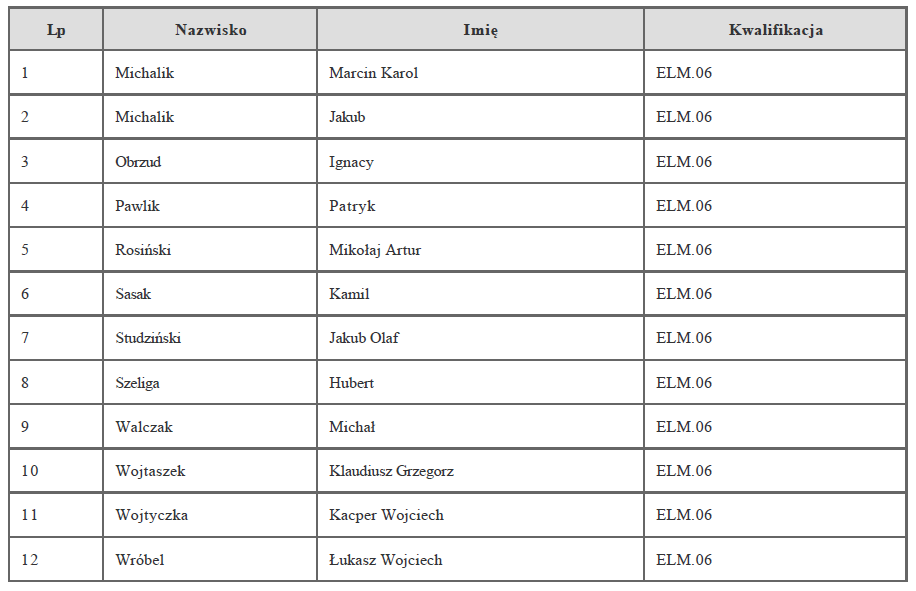 Lp Nazwisko Imię Kwalifikacja
1 Michalik Marcin Karol ELM.06
2 Michalik Jakub ELM.06
3 Obrzud Ignacy ELM.06
4 Pawlik Patryk ELM.06
5 Rosiński Mikołaj Artur ELM.06
6 Sasak Kamil ELM.06
7 Studziński Jakub Olaf ELM.06
8 Szeliga Hubert ELM.06
9 Walczak Michał ELM.06
10 Wojtaszek Klaudiusz Grzegorz ELM.06
11 Wojtyczka Kacper Wojciech ELM.06
12 Wróbel Łukasz Wojciech ELM.06